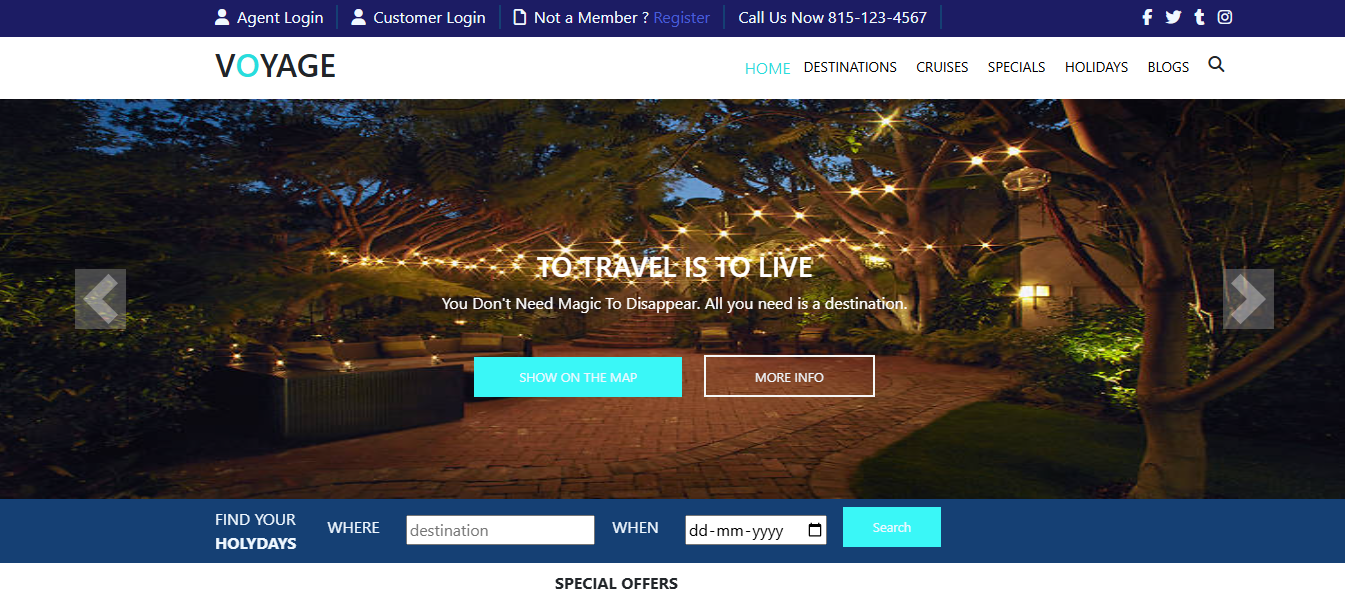 Agent Login Customer Login Not a Member ? Register Call Us Now 815-123-4567
VOYAGE HOME DESTINATIONS CRUISES SPECIALS HOLIDAYS BLOGS
TO TRAVEL IS TO LIVE
You Don't Need Magic To Disappear. All you need is a destination.
SHOW ON THE MAP MORE INFO
FIND YOUR
HOLYDAYS
WHERE destination WHEN dd-mm-yyyy Search
SPECIAL OFFERS